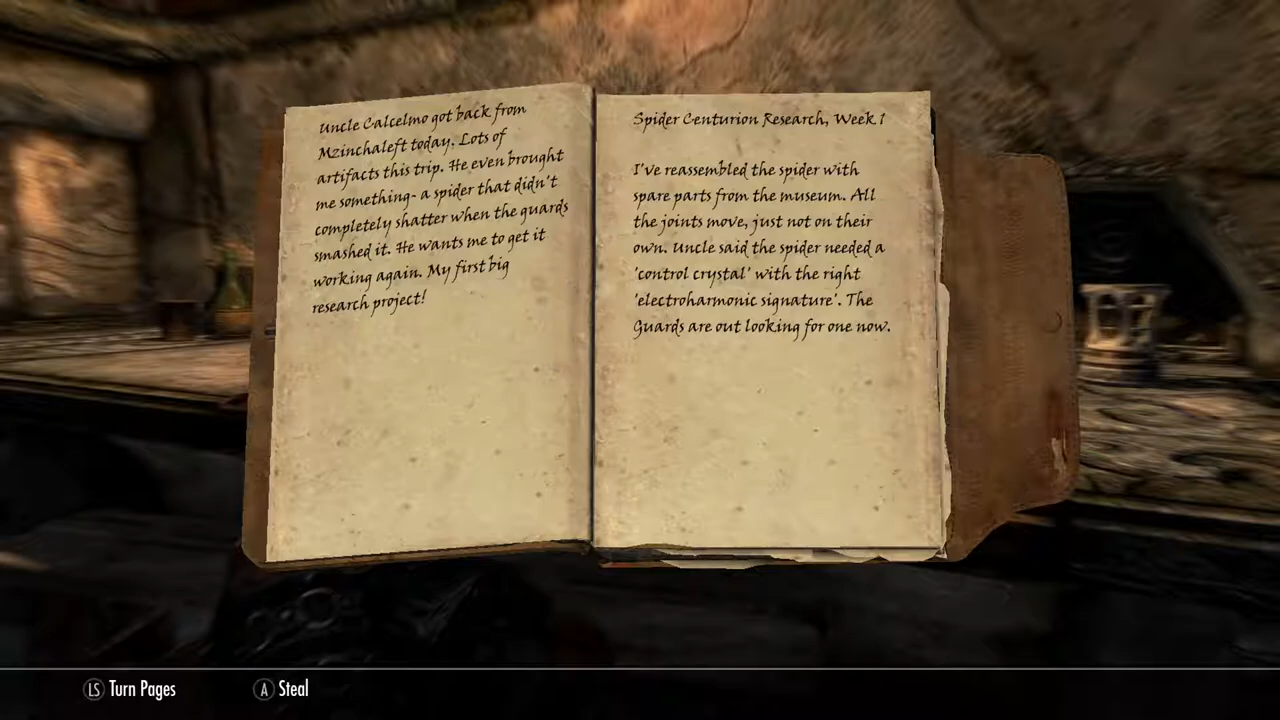 Uncle Calcelmo got back from
Mzinchaleft today. Lots of
artifacts this trip. He even brought
me something- a spider that didn't
completely shatter when the guards
smashed it. He wants me to get it
working again. My first big
research project!
Spider Centurion Research, Week 1
I've reassembled the spider with
spare parts from the museum. All
the joints move, just not on their
own. Uncle said the spider needed a
'control crystal' with the right
'electroharmonic signature'. The
Guards are out looking for one now.
LS Turn Pages
A Steal